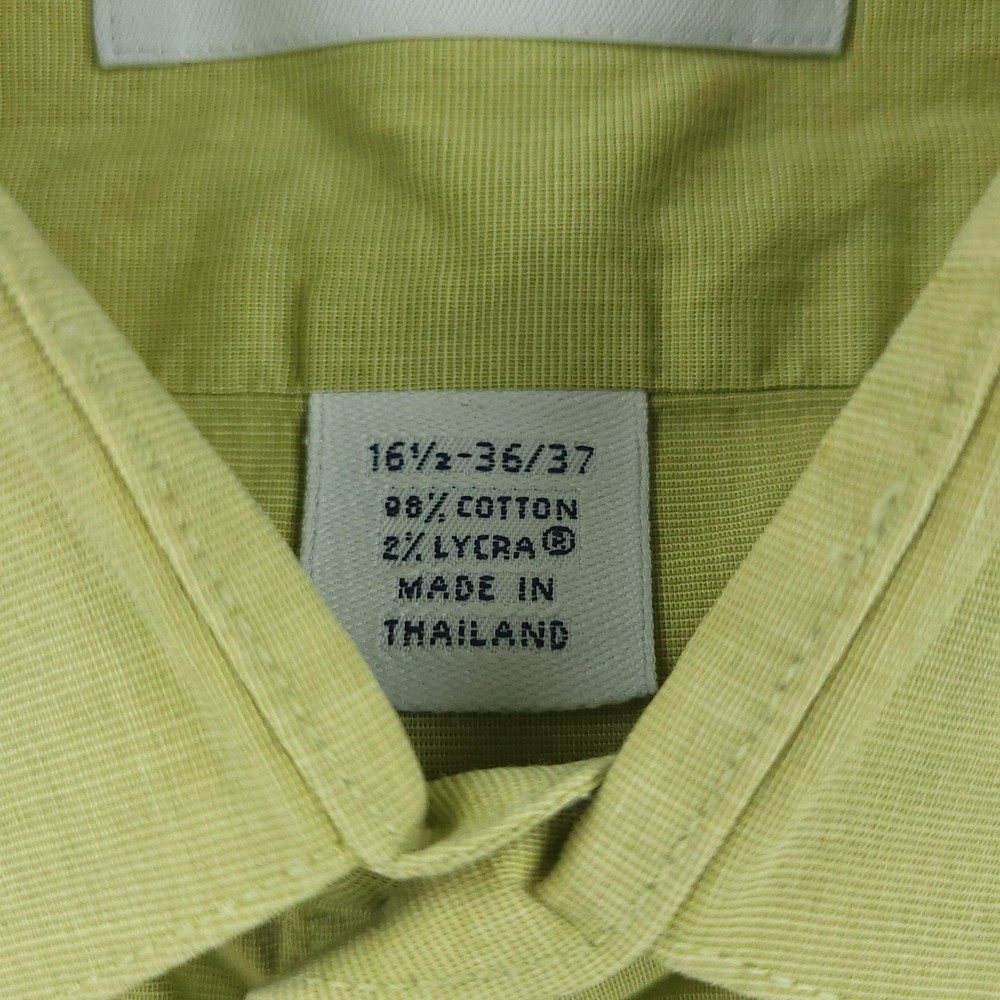 16½-36/37
98% COTTON
2% LYCRA®
MADE IN
THAILAND